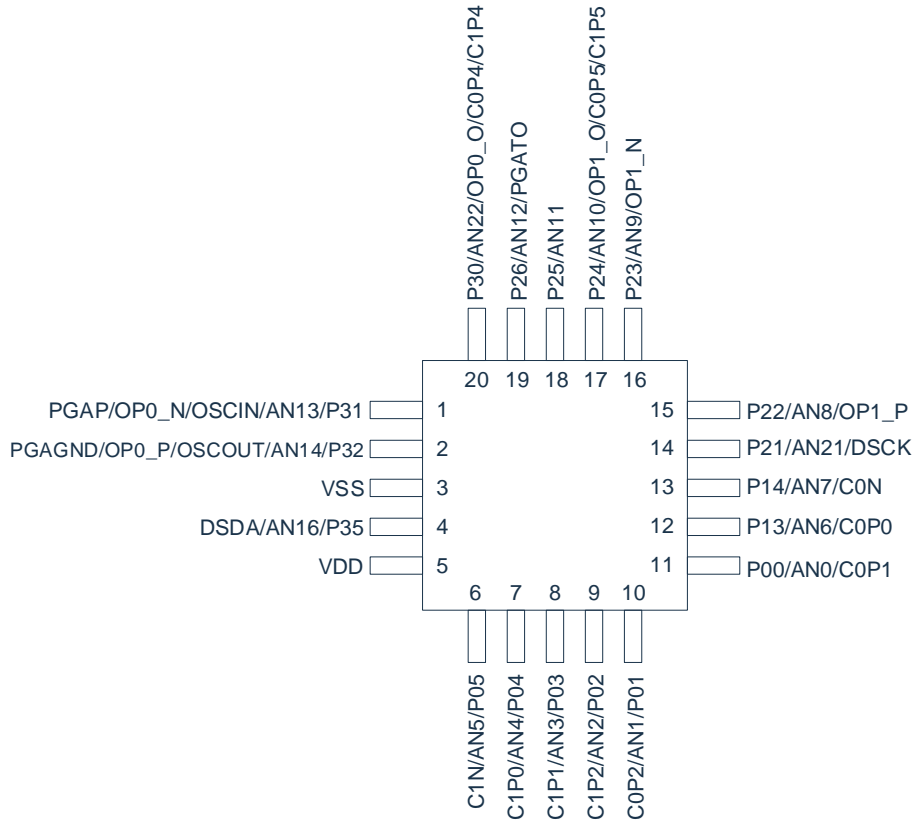 P30/AN22/OP0_O/C0P4/C1P4
P26/AN12/PGATO
P25/AN11
P24/AN10/OP1_O/C0P5/C1P5
P23/AN9/OP1_N
20 19 18 17 16
PGAP/OP0_N/OSCIN/AN13/P31 1
PGAGND/OP0_P/OSCOUT/AN14/P32 2
VSS 3
DSDA/AN16/P35 4
VDD 5
15 P22/AN8/OP1_P
14 P21/AN21/DSCK
13 P14/AN7/C0N
12 P13/AN6/C0P0
11 P00/AN0/C0P1
6 7 8 9 10
C1N/AN5/P05
C1P0/AN4/P04
C1P1/AN3/P03
C1P2/AN2/P02
C0P2/AN1/P01